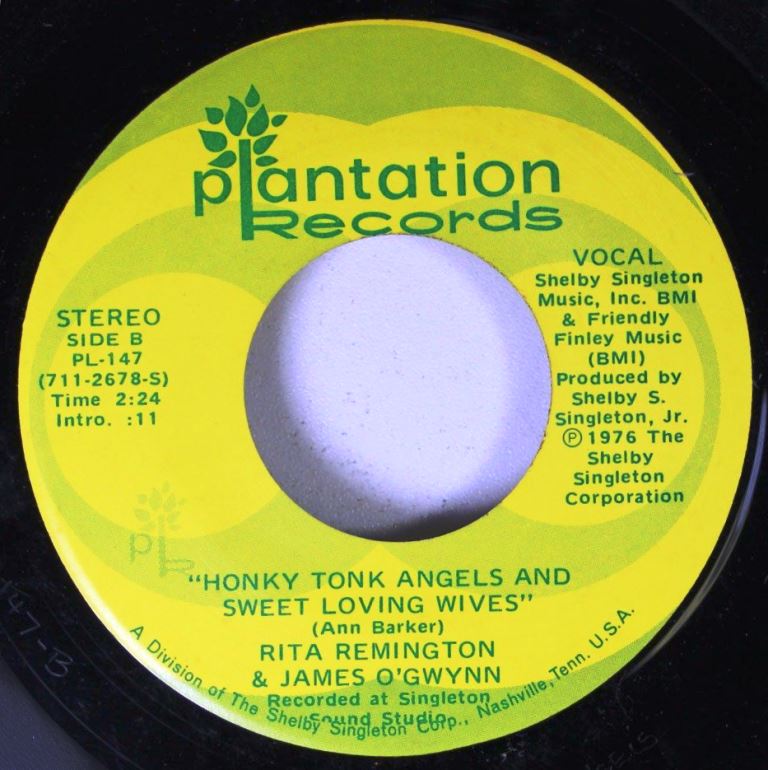 plantation
Records
STEREO
SIDE B
PL-147
(711-2678-S)
Time 2:24
Intro. :11
VOCAL
Shelby Singleton
Music, Inc. BMI
& Friendly
Finley Music
(BMI)
Produced by
Shelby S.
Singleton, Jr.
℗ 1976 The
Shelby
Singleton
Corporation
pl
R
"HONKY TONK ANGELS AND
SWEET LOVING WIVES"
(Ann Barker)
RITA REMINGTON
& JAMES O'GWYNN
Recorded at Singleton
Sound Studio
A Division of The Shelby Singleton Corp., Nashville, Tenn. U.S.A.
147-B